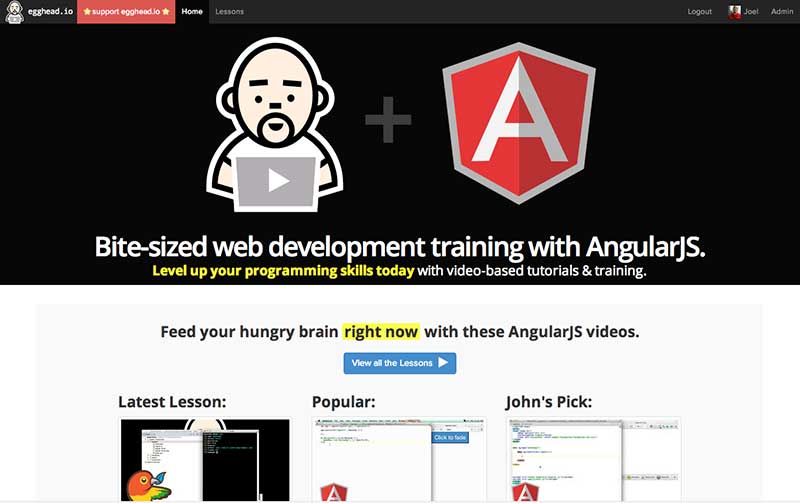 egghead.io ⭐support egghead.io⭐ Home Lessons Logout Joel Admin
A
Bite-sized web development training with AngularJS.
Level up your programming skills today with video-based tutorials & training.
Feed your hungry brain right now with these AngularJS videos.
View all the Lessons
Latest Lesson: Popular: John's Pick:
Click to fade